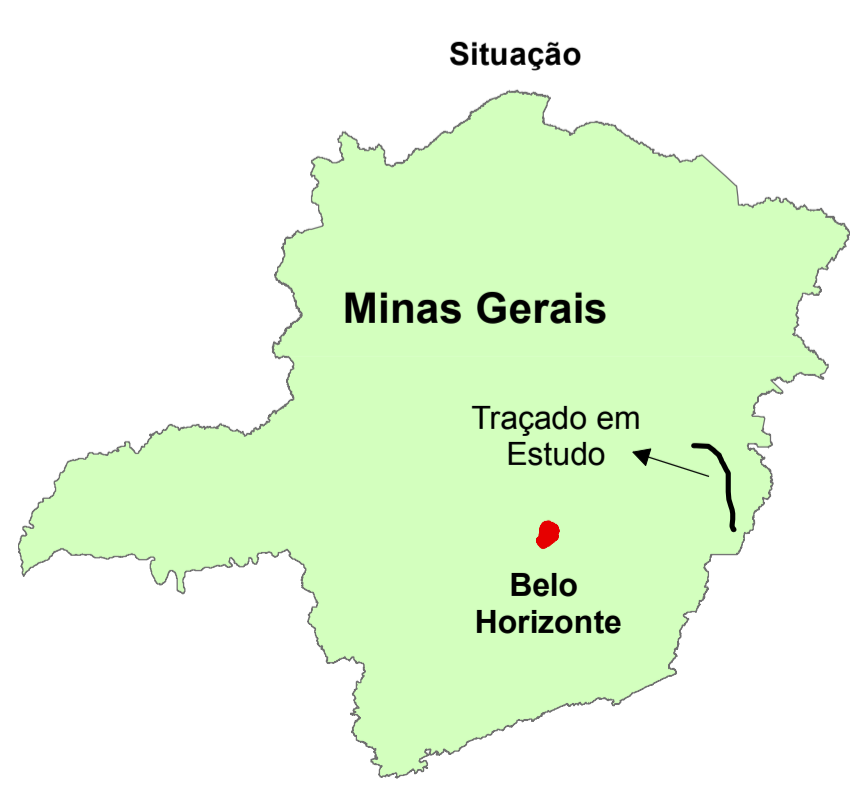 Situação
Minas Gerais
Traçado em
Estudo
Belo
Horizonte